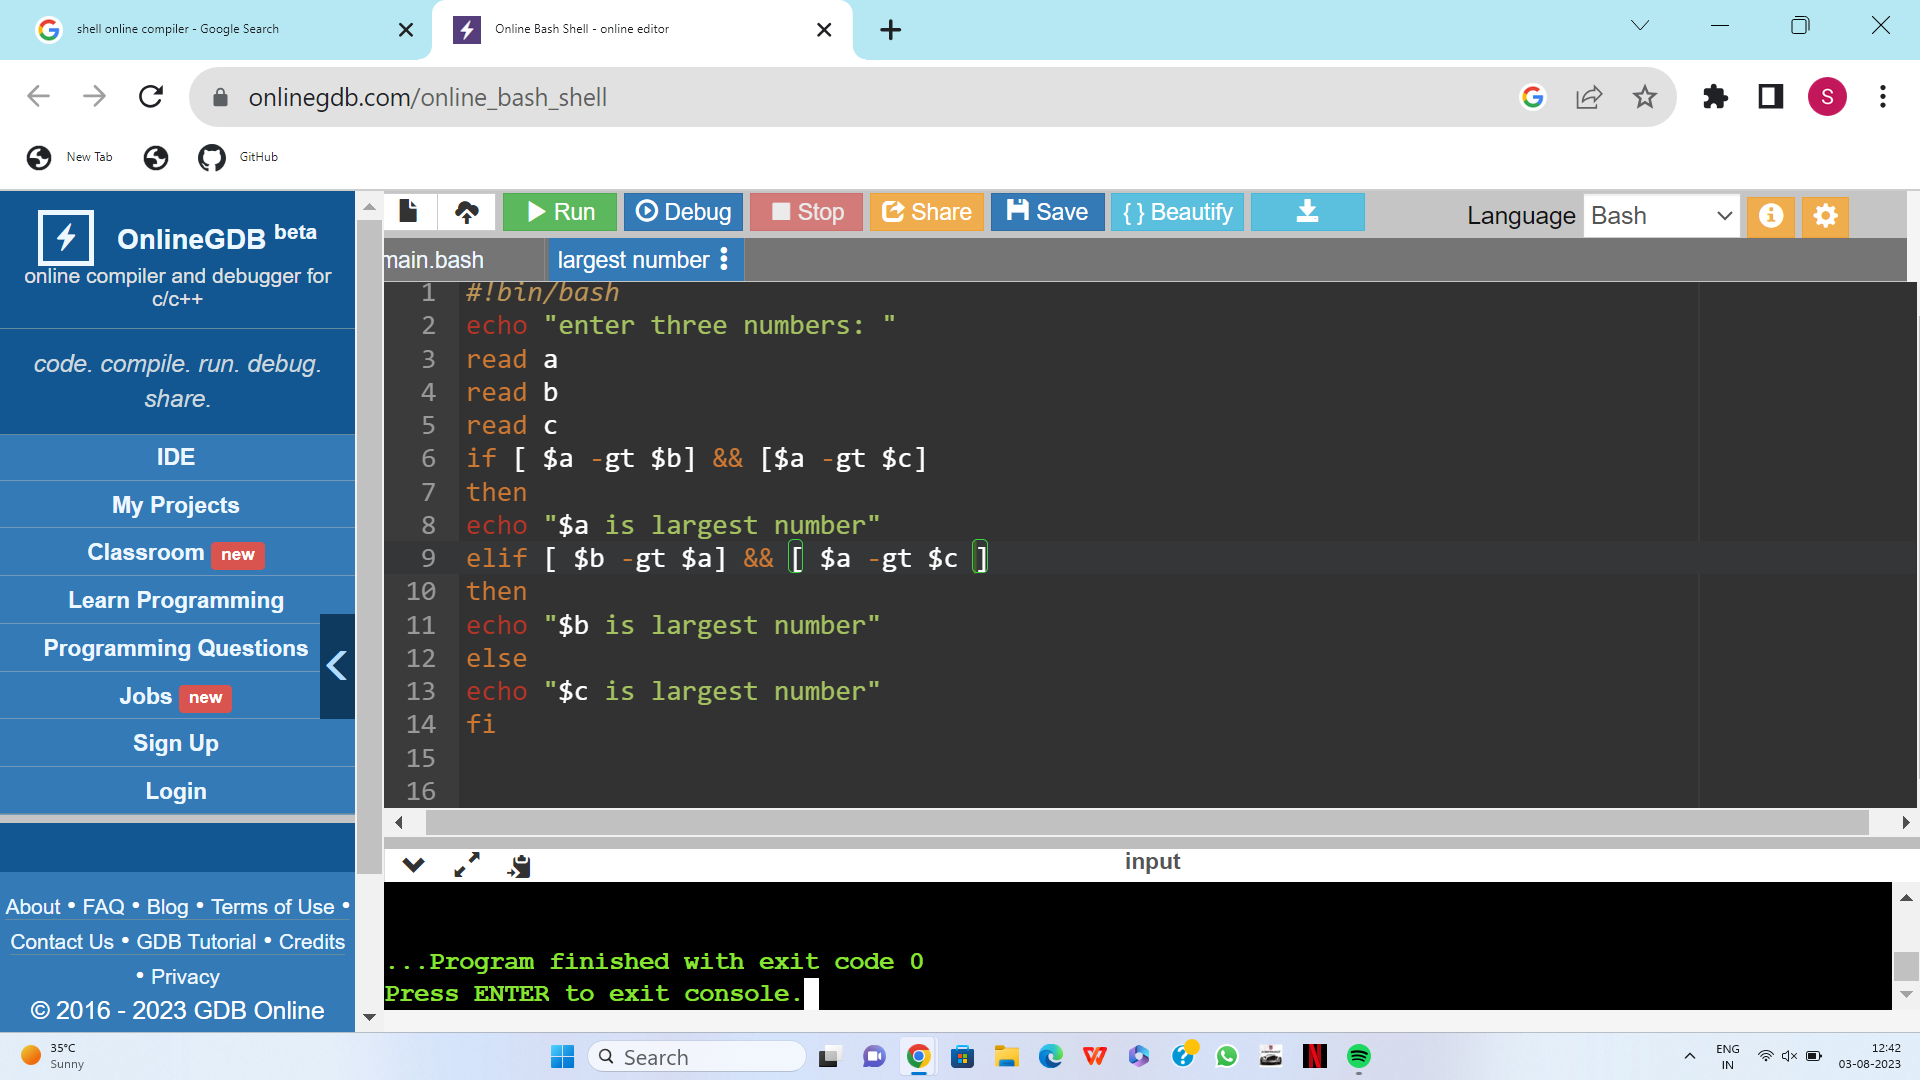 shell online compiler - Google Search
Online Bash Shell - online editor
onlinegdb.com/online_bash_shell
S
New Tab
GitHub
OnlineGDB beta
online compiler and debugger for
c/c++
code. compile. run. debug.
share.
IDE
My Projects
Classroom new
Learn Programming
Programming Questions
Jobs new
Sign Up
Login
About • FAQ • Blog • Terms of Use •
Contact Us • GDB Tutorial • Credits
• Privacy
© 2016 - 2023 GDB Online
Run Debug Stop Share Save { } Beautify
Language Bash
main.bash
largest number
1 #!bin/bash
2 echo "enter three numbers: "
3 read a
4 read b
5 read c
6 if [ $a -gt $b] && [$a -gt $c]
7 then
8 echo "$a is largest number"
9 elif [ $b -gt $a] && [ $a -gt $c ]
10 then
11 echo "$b is largest number"
12 else
13 echo "$c is largest number"
14 fi
15
16
input
...Program finished with exit code 0
Press ENTER to exit console.
35°C
Sunny
Search
ENG
IN
12:42
03-08-2023